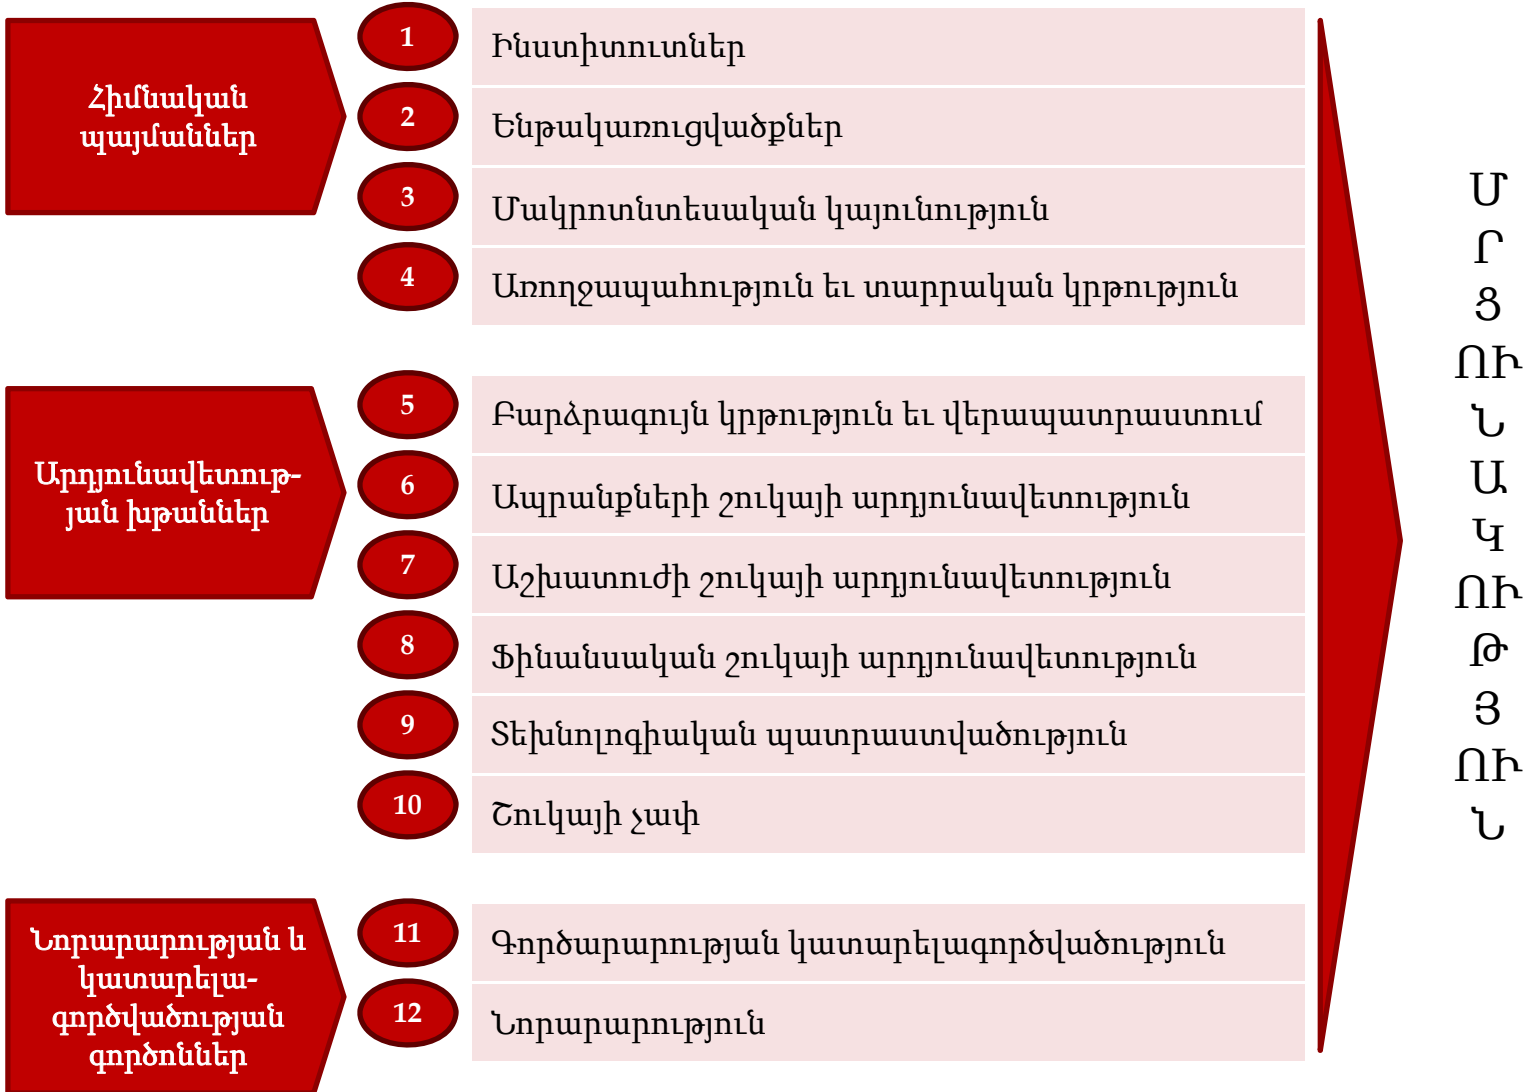 Հիմնական
պայմաններ
1
Ինստիտուտներ
2
Ենթակառուցվածքներ
3
Մակրոտնտեսական կայունություն
4
Առողջապահություն եւ տարրական կրթություն
Արդյունավետութ-
յան խթաններ
5
Բարձրագույն կրթություն եւ վերապատրաստում
6
Ապրանքների շուկայի արդյունավետություն
7
Աշխատուժի շուկայի արդյունավետություն
8
Ֆինանսական շուկայի արդյունավետություն
9
Տեխնոլոգիական պատրաստվածություն
10
Շուկայի չափ
Նորարարության և
կատարելա-
գործվածության
գործոններ
11
Գործարարության կատարելագործվածություն
12
Նորարարություն
Մ
Ր
Ց
ՈՒ
Ն
Ա
Կ
ՈՒ
Թ
Յ
ՈՒ
Ն